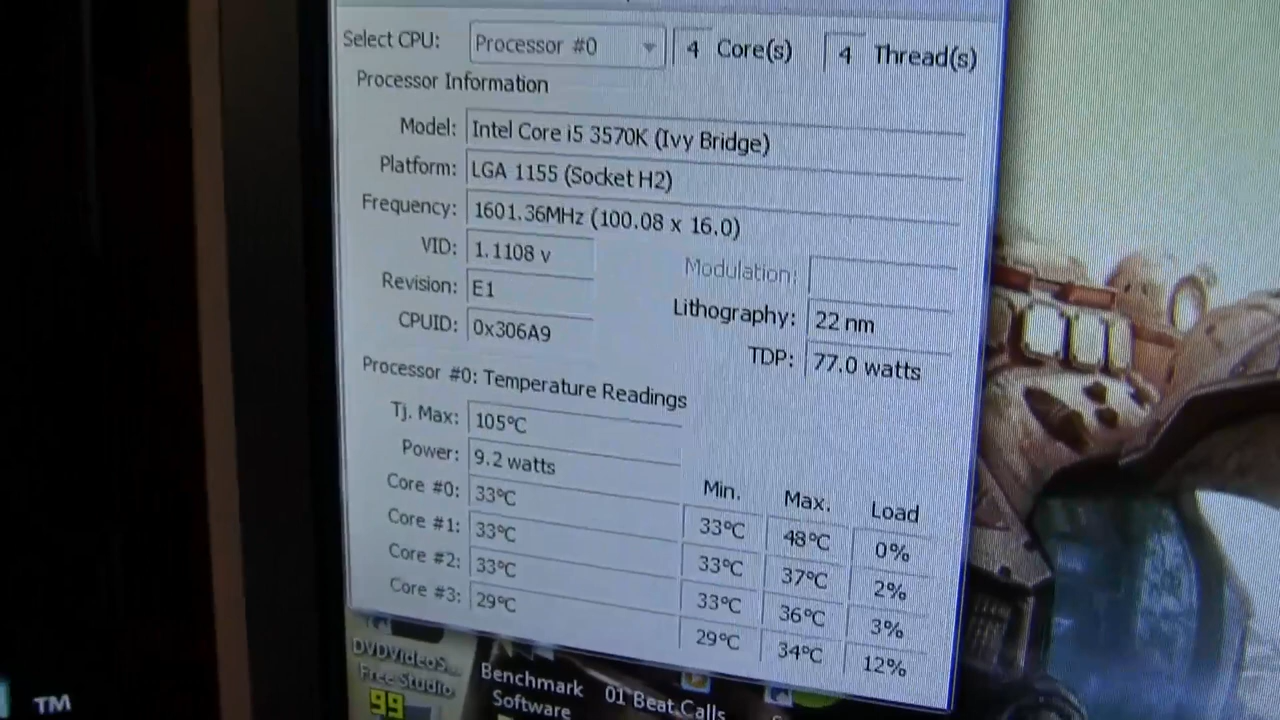 Select CPU: Processor #0 4 Core(s) 4 Thread(s)
Processor Information
Model: Intel Core i5 3570K (Ivy Bridge)
Platform: LGA 1155 (Socket H2)
Frequency: 1601.36MHz (100.08 x 16.0)
VID: 1.1108 v Modulation:
Revision: E1 Lithography: 22 nm
CPUID: 0x306A9 TDP: 77.0 watts
Processor #0: Temperature Readings
Tj. Max: 105°C
Power: 9.2 watts Min. Max. Load
Core #0: 33°C 33°C 48°C 0%
Core #1: 33°C 33°C 37°C 2%
Core #2: 33°C 33°C 36°C 3%
Core #3: 29°C 29°C 34°C 12%
DVDVideoS...
Free Studio
Benchmark
Software
01 Beat Calls
99
TM